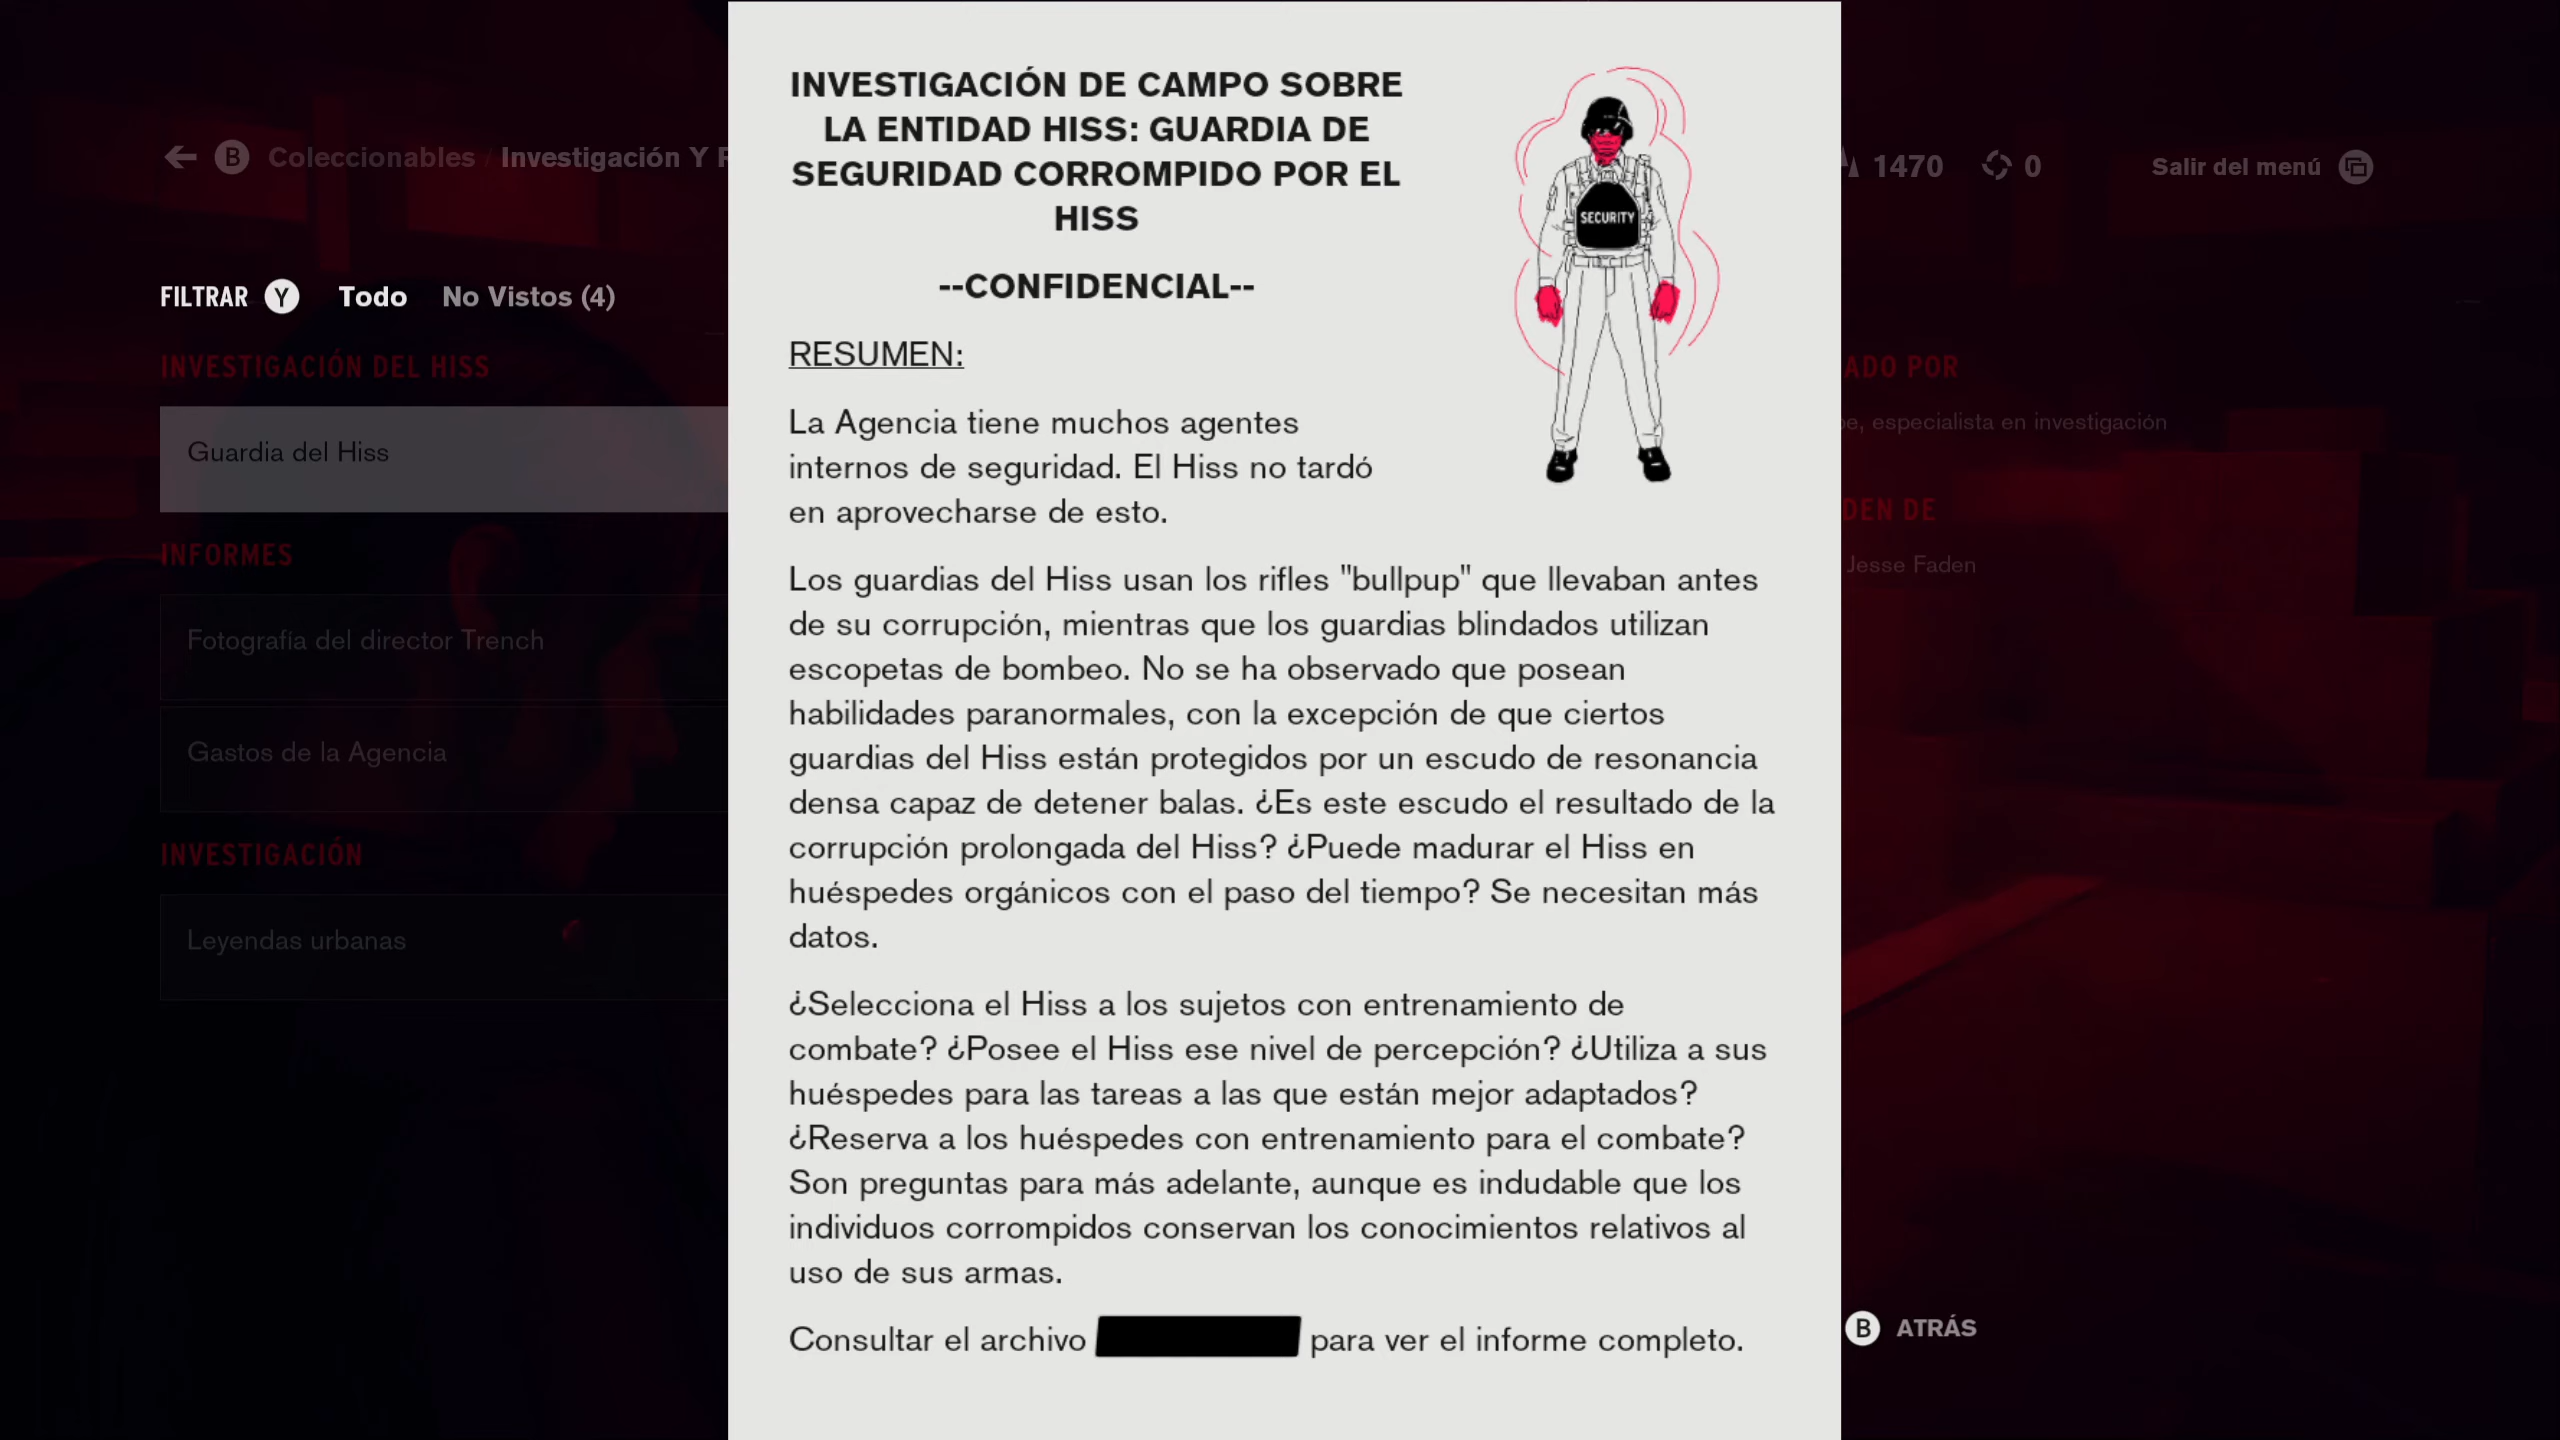 B Coleccionables / Investigación Y
1470 0
Salir del menú
FILTRAR Y Todo No Vistos (4)
INVESTIGACIÓN DEL HISS
Guardia del Hiss
INFORMES
Fotografía del director Trench
Gastos de la Agencia
INVESTIGACIÓN
Leyendas urbanas
INVESTIGACIÓN DE CAMPO SOBRE
LA ENTIDAD HISS: GUARDIA DE
SEGURIDAD CORROMPIDO POR EL
HISS
--CONFIDENCIAL--
SECURITY
RESUMEN:
La Agencia tiene muchos agentes
internos de seguridad. El Hiss no tardó
en aprovecharse de esto.
Los guardias del Hiss usan los rifles "bullpup" que llevaban antes
de su corrupción, mientras que los guardias blindados utilizan
escopetas de bombeo. No se ha observado que posean
habilidades paranormales, con la excepción de que ciertos
guardias del Hiss están protegidos por un escudo de resonancia
densa capaz de detener balas. ¿Es este escudo el resultado de la
corrupción prolongada del Hiss? ¿Puede madurar el Hiss en
huéspedes orgánicos con el paso del tiempo? Se necesitan más
datos.
¿Selecciona el Hiss a los sujetos con entrenamiento de
combate? ¿Posee el Hiss ese nivel de percepción? ¿Utiliza a sus
huéspedes para las tareas a las que están mejor adaptados?
¿Reserva a los huéspedes con entrenamiento para el combate?
Son preguntas para más adelante, aunque es indudable que los
individuos corrompidos conservan los conocimientos relativos al
uso de sus armas.
Consultar el archivo para ver el informe completo.
ADO POR
pe, especialista en investigación
DEN DE
Jesse Faden
B ATRÁS